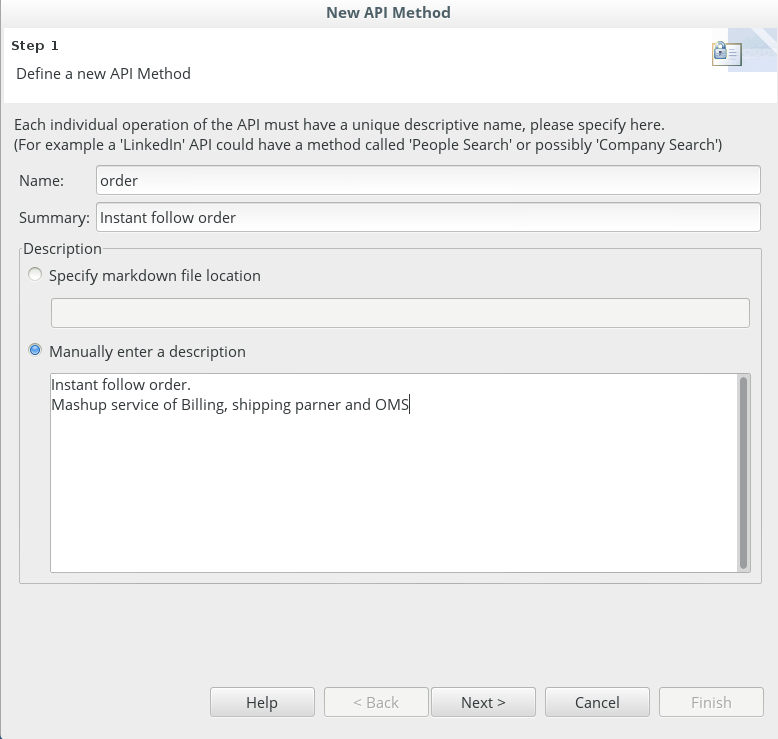 New API Method
Step 1
Define a new API Method
Each individual operation of the API must have a unique descriptive name, please specify here.
(For example a 'LinkedIn' API could have a method called 'People Search' or possibly 'Company Search')
Name: order
Summary: Instant follow order
Description
Specify markdown file location
Manually enter a description
Instant follow order.
Mashup service of Billing, shipping parner and OMS
Help < Back Next > Cancel Finish